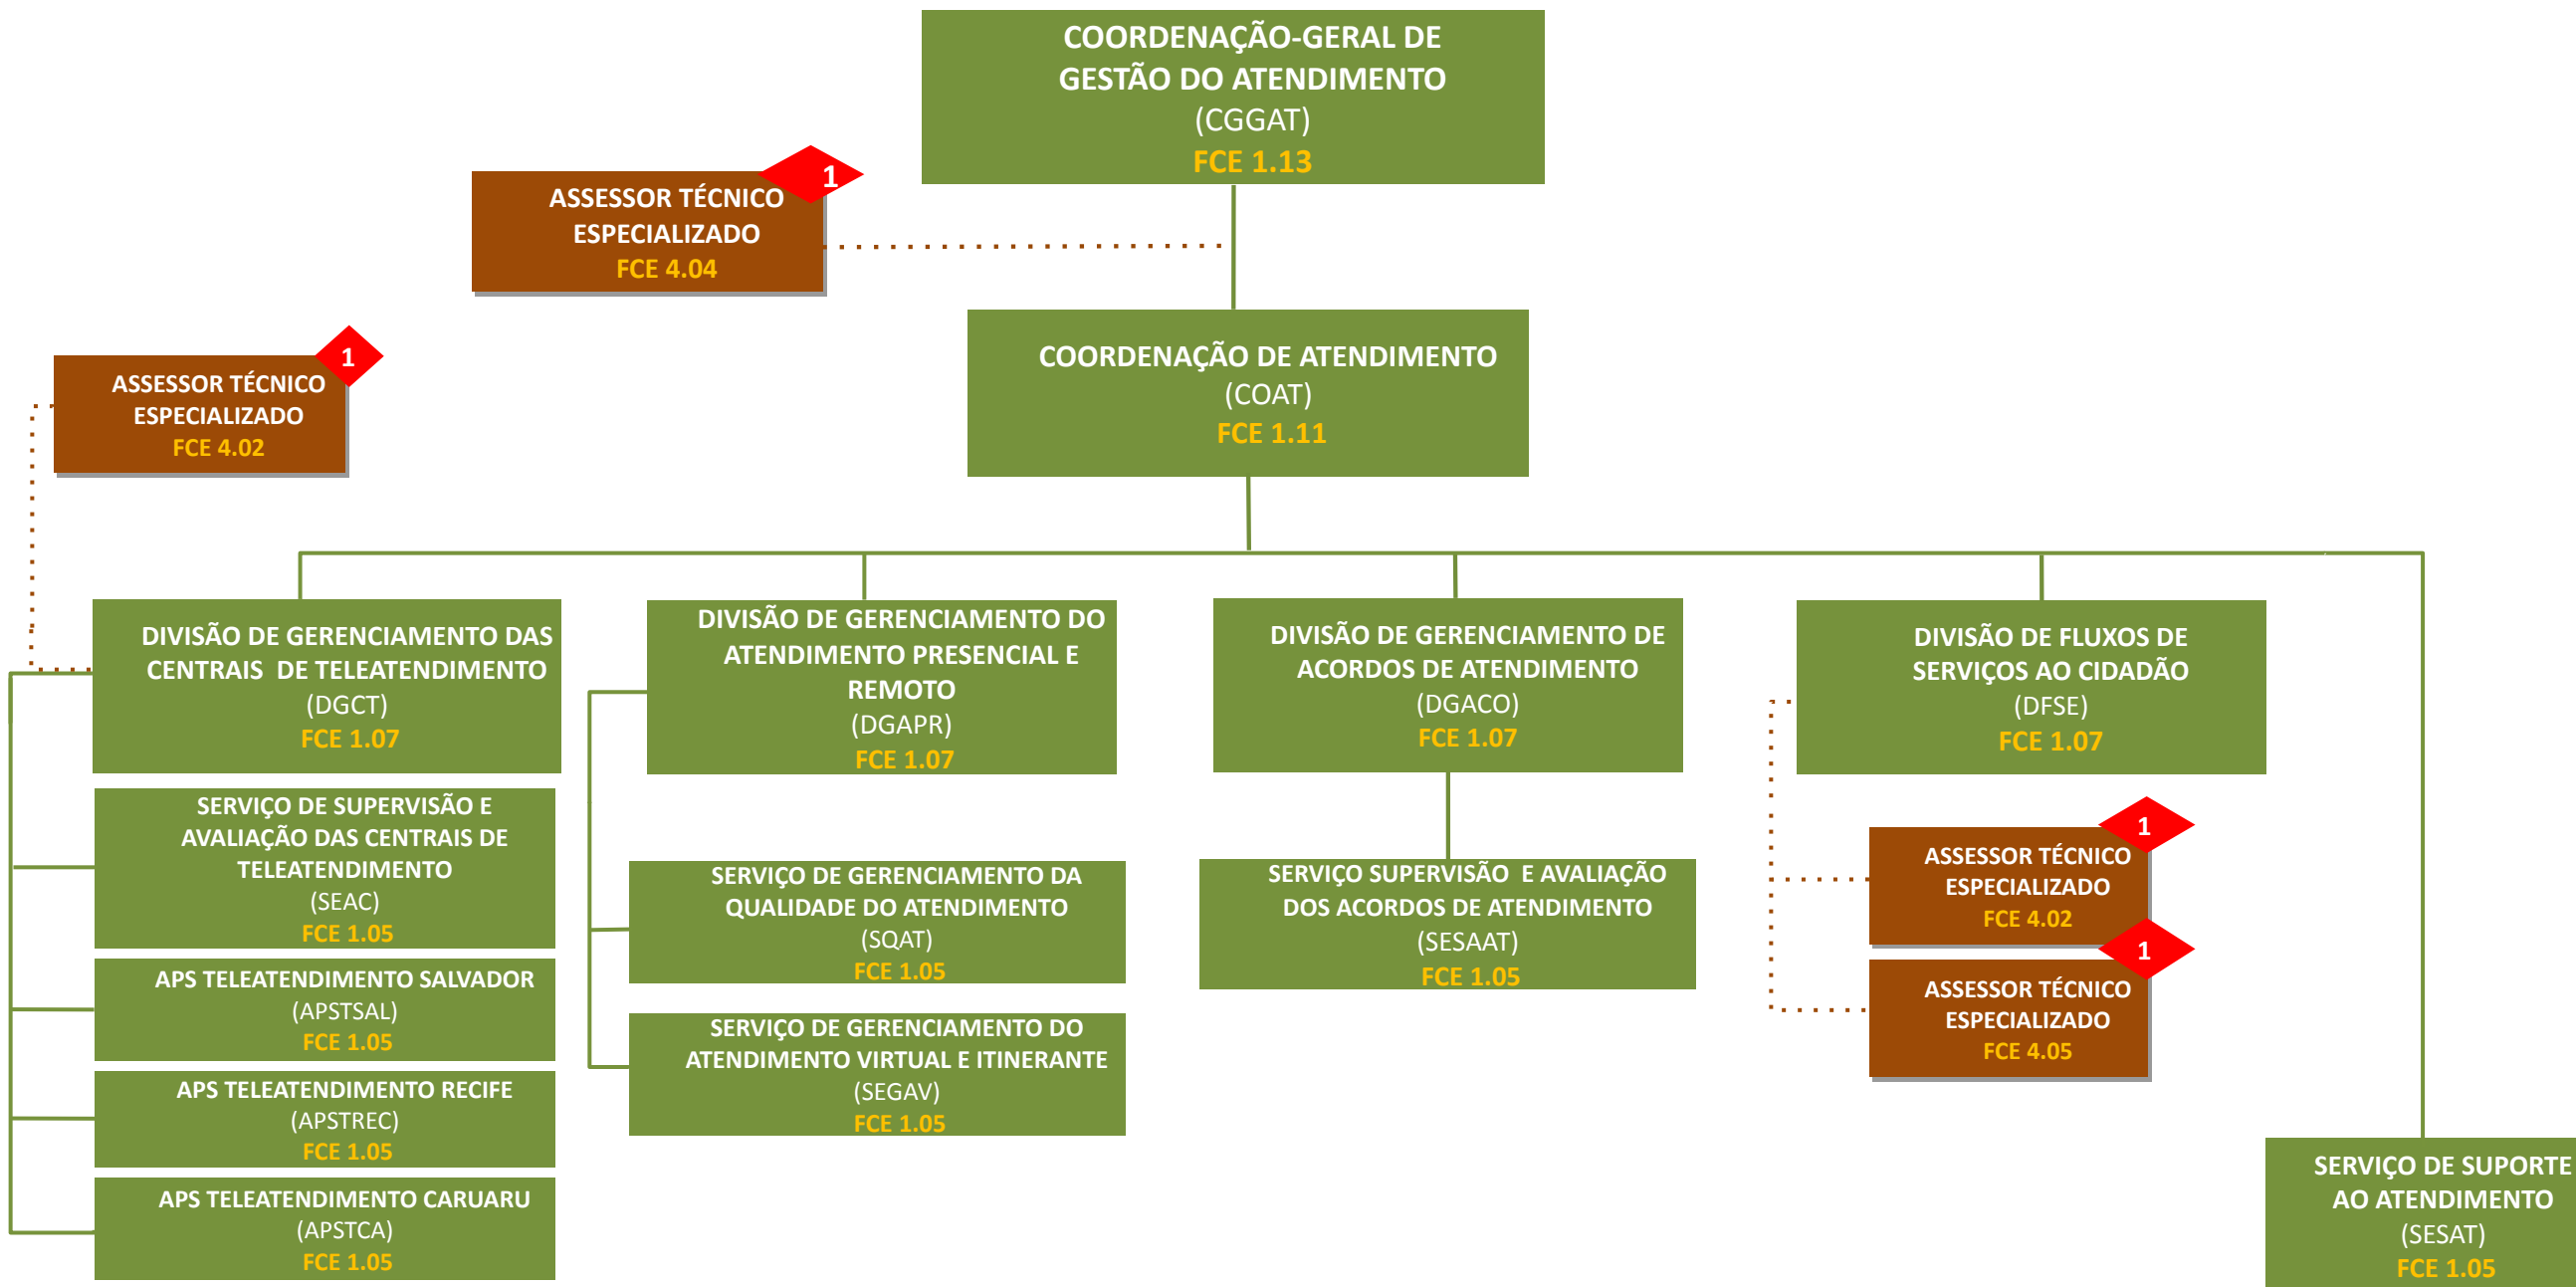 COORDENAÇÃO-GERAL DE
GESTÃO DO ATENDIMENTO
(CGGAT)
FCE 1.13
1
ASSESSOR TÉCNICO
ESPECIALIZADO
FCE 4.04
COORDENAÇÃO DE ATENDIMENTO
(COAT)
FCE 1.11
1
ASSESSOR TÉCNICO
ESPECIALIZADO
FCE 4.02
DIVISÃO DE GERENCIAMENTO DAS
CENTRAIS DE TELEATENDIMENTO
(DGCT)
FCE 1.07
SERVIÇO DE SUPERVISÃO E
AVALIAÇÃO DAS CENTRAIS DE
TELEATENDIMENTO
(SEAC)
FCE 1.05
APS TELEATENDIMENTO SALVADOR
(APSTSAL)
FCE 1.05
APS TELEATENDIMENTO RECIFE
(APSTREC)
FCE 1.05
APS TELEATENDIMENTO CARUARU
(APSTCA)
FCE 1.05
DIVISÃO DE GERENCIAMENTO DO
ATENDIMENTO PRESENCIAL E
REMOTO
(DGAPR)
FCE 1.07
SERVIÇO DE GERENCIAMENTO DA
QUALIDADE DO ATENDIMENTO
(SQAT)
FCE 1.05
SERVIÇO DE GERENCIAMENTO DO
ATENDIMENTO VIRTUAL E ITINERANTE
(SEGAV)
FCE 1.05
DIVISÃO DE GERENCIAMENTO DE
ACORDOS DE ATENDIMENTO
(DGACO)
FCE 1.07
SERVIÇO SUPERVISÃO E AVALIAÇÃO
DOS ACORDOS DE ATENDIMENTO
(SESAAT)
FCE 1.05
DIVISÃO DE FLUXOS DE
SERVIÇOS AO CIDADÃO
(DFSE)
FCE 1.07
1
ASSESSOR TÉCNICO
ESPECIALIZADO
FCE 4.02
1
ASSESSOR TÉCNICO
ESPECIALIZADO
FCE 4.05
SERVIÇO DE SUPORTE
AO ATENDIMENTO
(SESAT)
FCE 1.05